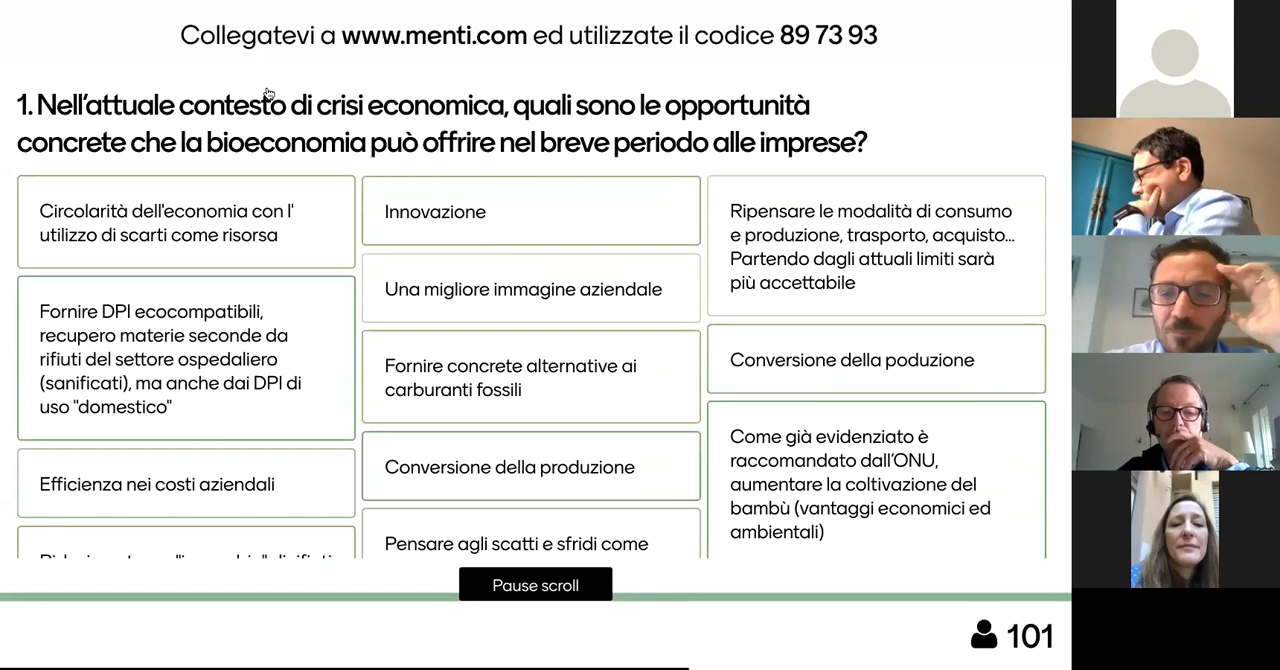 Collegatevi a www.menti.com ed utilizzate il codice 89 73 93
1. Nell'attuale contesto di crisi economica, quali sono le opportunità
concrete che la bioeconomia può offrire nel breve periodo alle imprese?
Circolarità dell'economia con l'
utilizzo di scarti come risorsa
Fornire DPI ecocompatibili,
recupero materie seconde da
rifiuti del settore ospedaliero
(sanificati), ma anche dai DPI di
uso "domestico"
Efficienza nei costi aziendali
Innovazione
Una migliore immagine aziendale
Fornire concrete alternative ai
carburanti fossili
Conversione della produzione
Pensare agli scatti e sfridi come
Ripensare le modalità di consumo
e produzione, trasporto, acquisto...
Partendo dagli attuali limiti sarà
più accettabile
Conversione della poduzione
Come già evidenziato è
raccomandato dall'ONU,
aumentare la coltivazione del
bambù (vantaggi economici ed
ambientali)
Pause scroll
101